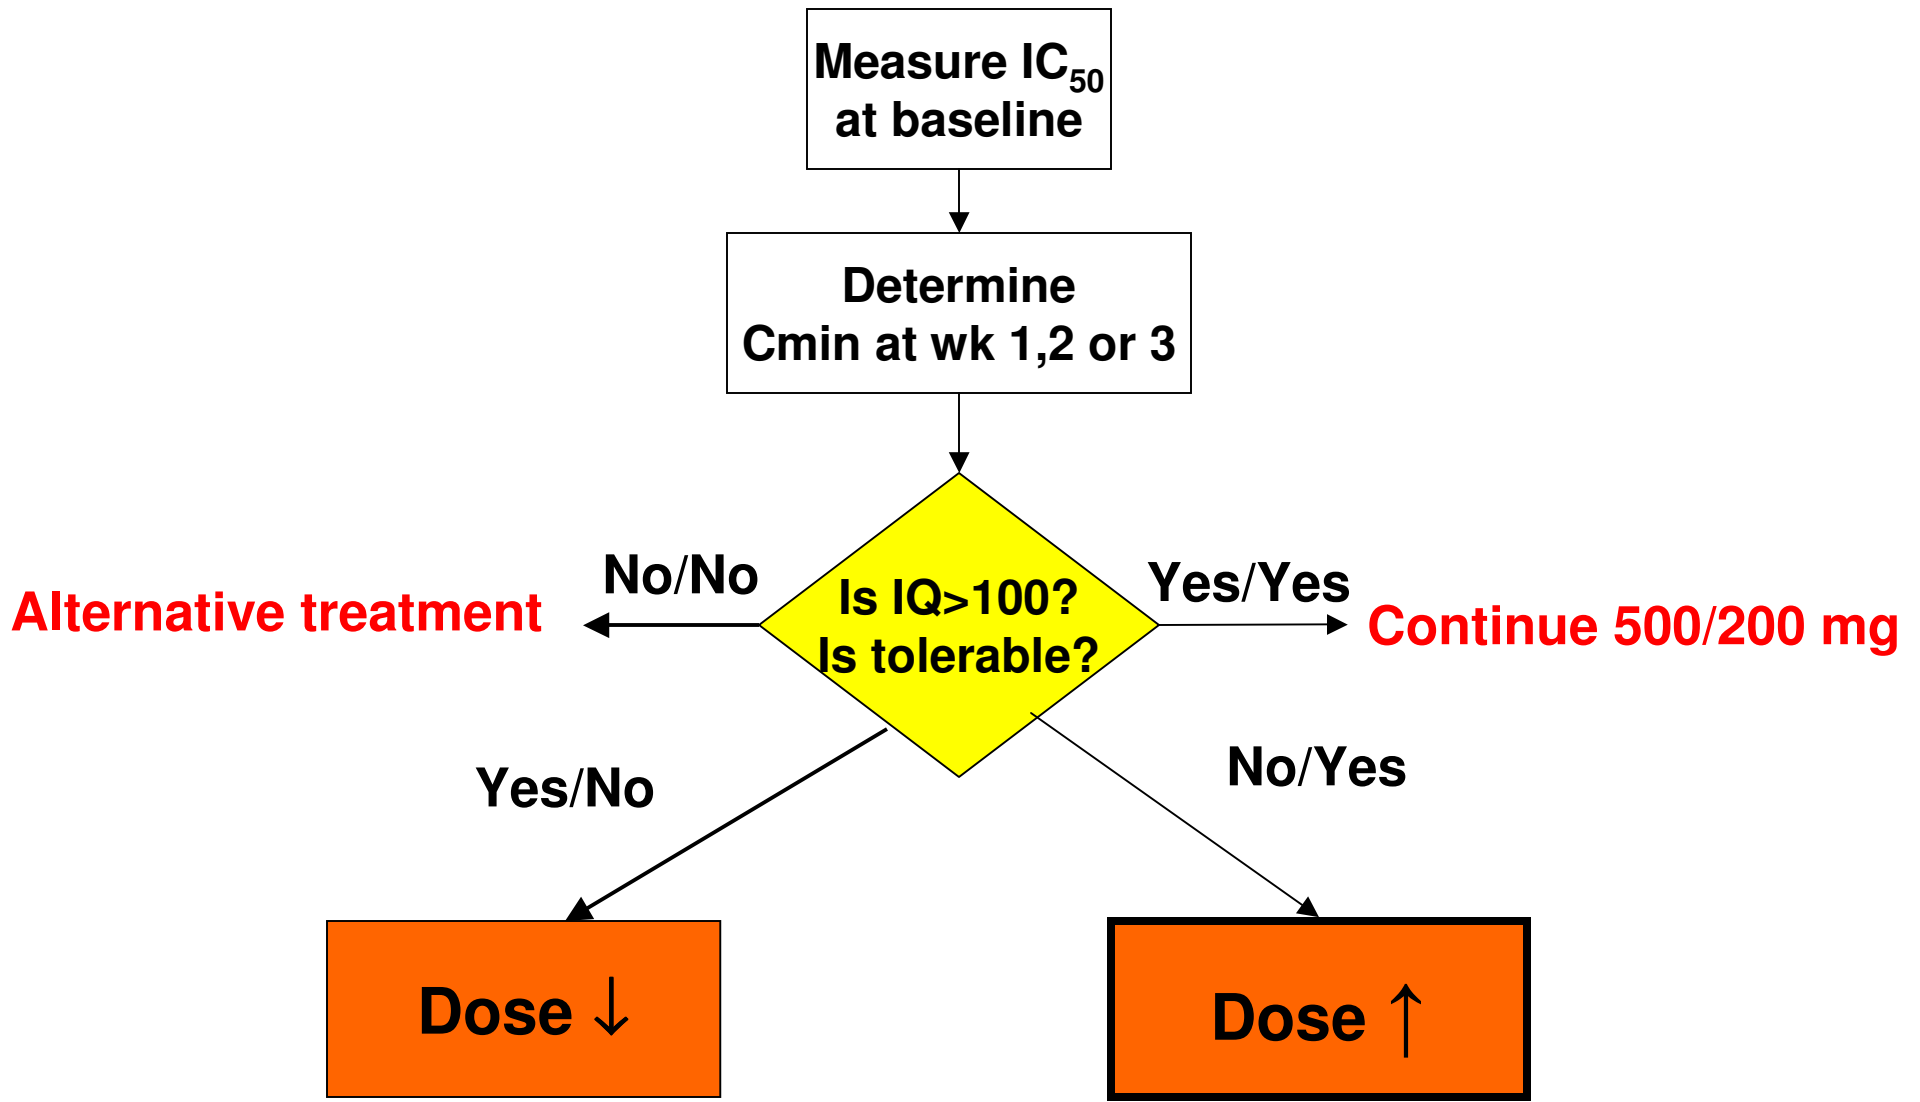 Measure IC50
at baseline
Determine
Cmin at wk 1,2 or 3
No/No
Yes/Yes
Alternative treatment
Is IQ>100?
Is tolerable?
Continue 500/200 mg
Yes/No
No/Yes
Dose ↓
Dose ↑